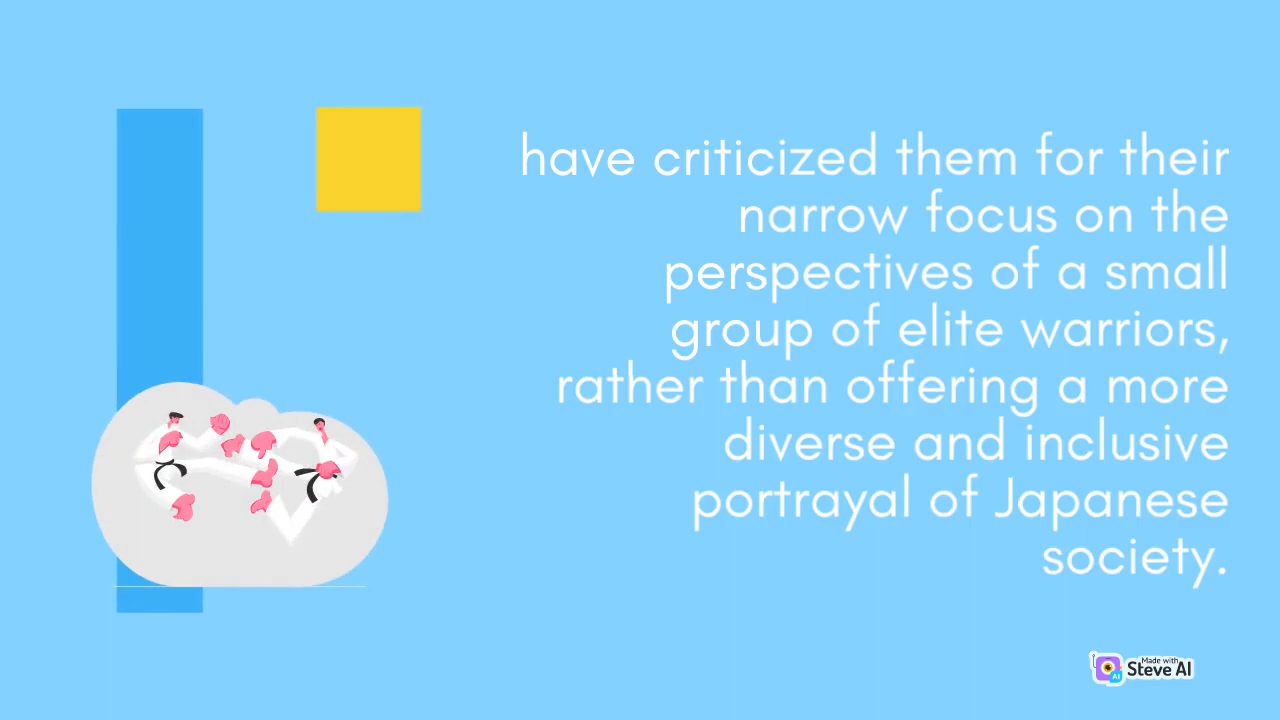 have criticized them for their
narrow focus on the
perspectives of a small
group of elite warriors,
rather than offering a more
diverse and inclusive
portrayal of Japanese
society.
Made with
Steve AI
AI